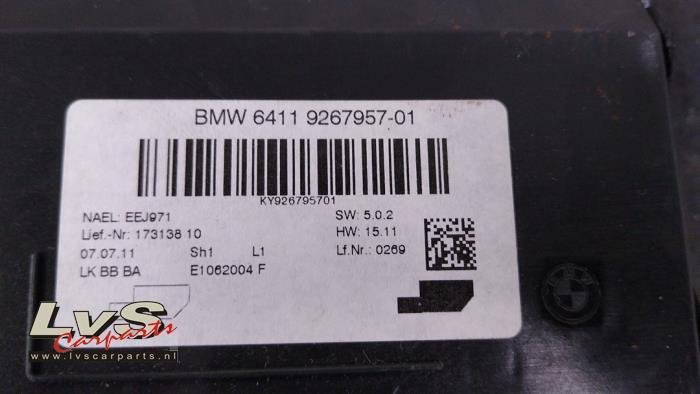 BMW 6411 9267957-01
KY926795701
NAEL: EEJ971
Lief.-Nr: 173138 10
07.07.11 Sh1 L1
LK BB BA E1062004 F
SW: 5.0.2
HW: 15.11
Lf.Nr.: 0269
LvS
Carparts
www.lvscarparts.nl